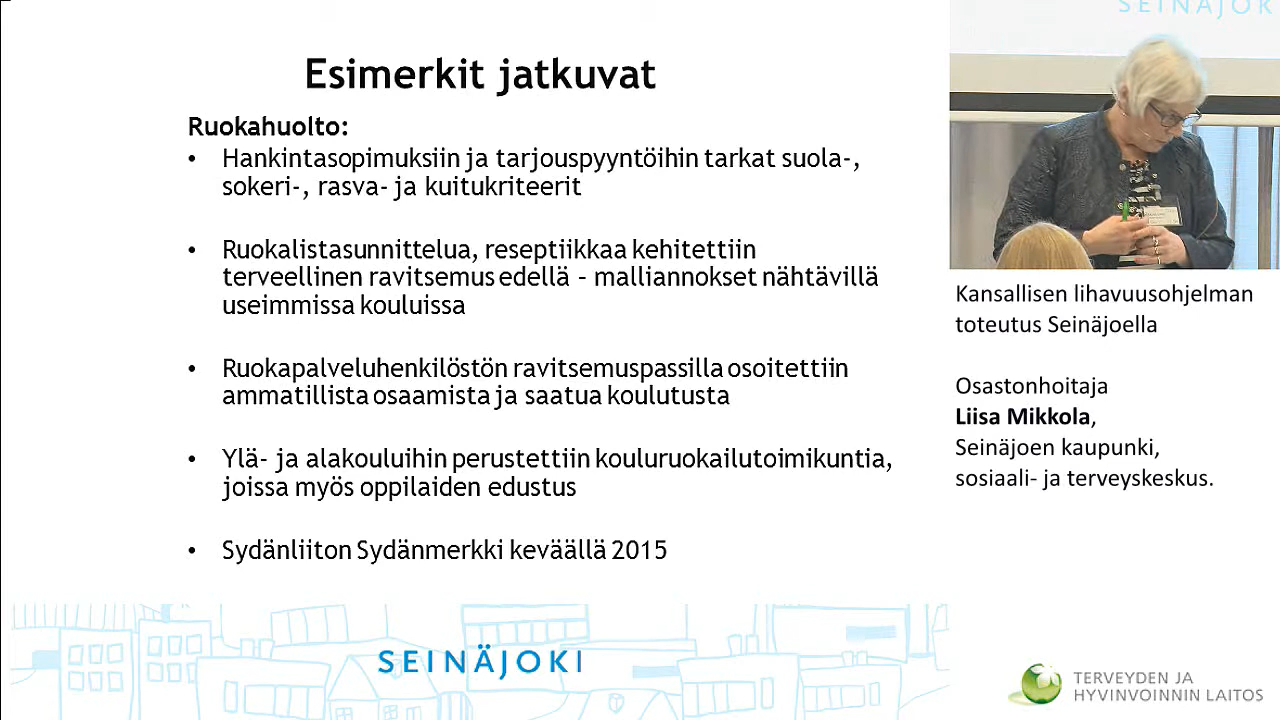 Esimerkit jatkuvat
Ruokahuolto:
• Hankintasopimuksiin ja tarjouspyyntöihin tarkat suola-,
sokeri-, rasva- ja kuitukriteerit
• Ruokalistasunnittelua, reseptiikkaa kehitettiin
terveellinen ravitsemus edellä – malliannokset nähtävillä
useimmissa kouluissa
• Ruokapalveluhenkilöstön ravitsemuspassilla osoitettiin
ammatillista osaamista ja saatua koulutusta
• Ylä- ja alakouluihin perustettiin kouluruokailutoimikuntia,
joissa myös oppilaiden edustus
• Sydänliiton Sydänmerkki keväällä 2015
SEINÄJOKI
SEINÄJOK
Kansallisen lihavuusohjelman
toteutus Seinäjoella
Osastonhoitaja
Liisa Mikkola,
Seinäjoen kaupunki,
sosiaali- ja terveyskeskus.
TERVEYDEN JA
HYVINVOINNIN LAITOS